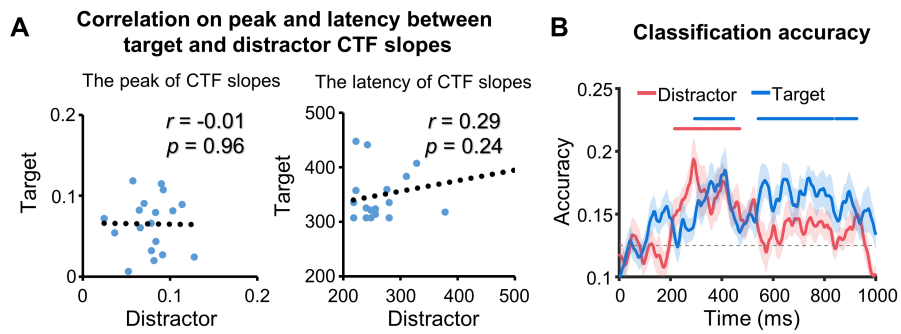 A
Correlation on peak and latency between
target and distractor CTF slopes
The peak of CTF slopes
0.2
0.1
0
Target
r = -0.01
p = 0.96
0
0.1
0.2
Distractor
The latency of CTF slopes
500
400
300
200
Target
r = 0.29
p = 0.24
200
300
400
500
Distractor
B
Classification accuracy
0.25
0.2
0.15
0.1
Accuracy
Distractor
Target
0
200
400
600
800
1000
Time (ms)